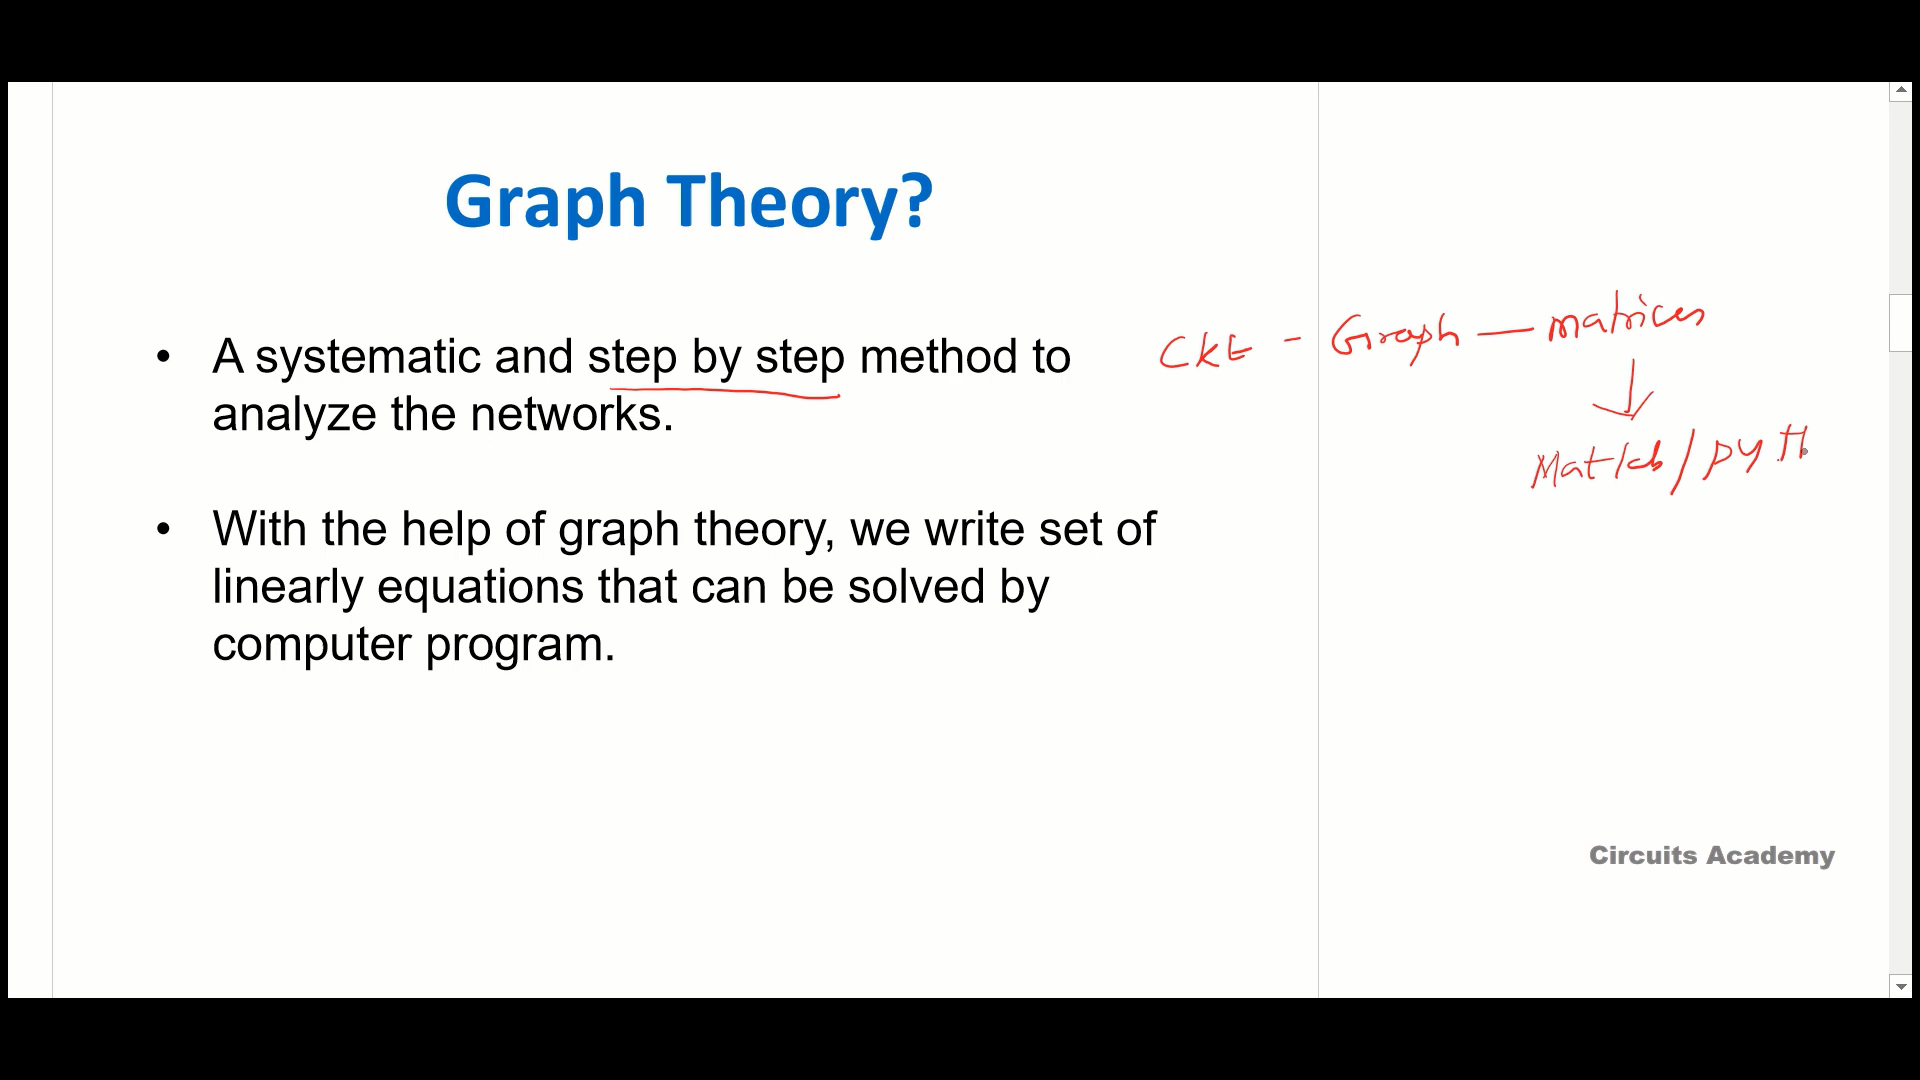 Graph Theory?
• A systematic and step by step method to
analyze the networks.
• With the help of graph theory, we write set of
linearly equations that can be solved by
computer program.
Ckt - Graph — matrices
↓
Matlab / pyth
Circuits Academy